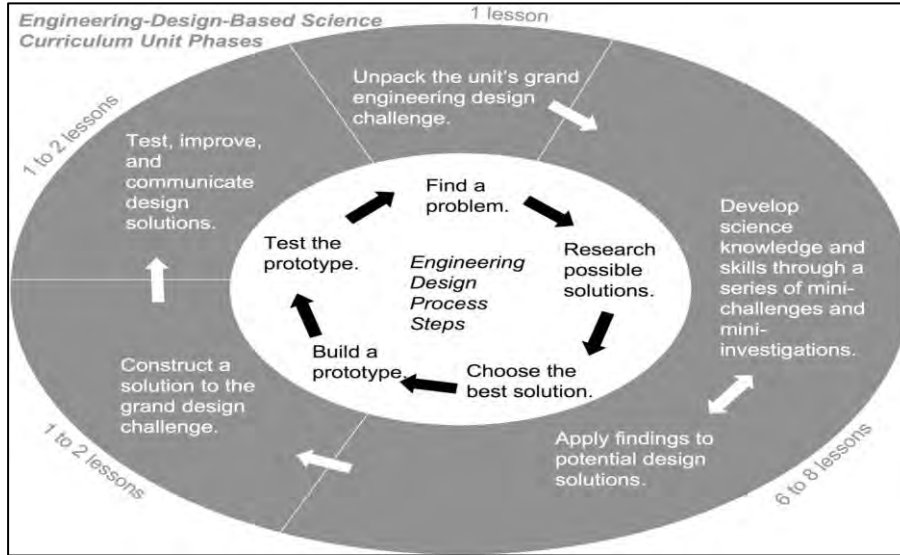 Engineering-Design-Based Science
Curriculum Unit Phases
1 lesson
Unpack the unit's grand
engineering design
challenge.
1 to 2 lessons
Test, improve,
and
communicate
design
solutions.
Find a
problem.
Test the
prototype.
Engineering
Design
Process
Steps
Research
possible
solutions.
Develop
science
knowledge and
skills through a
series of mini-
challenges and
mini-
investigations.
Build a
prototype.
Choose the
best solution.
Construct a
solution to the
grand design
challenge.
Apply findings to
potential design
solutions.
1 to 2 lessons
6 to 8 lessons